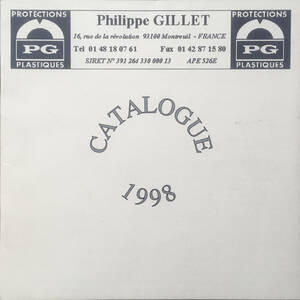 PROTECTIONS
PG
PLASTIQUES
Philippe GILLET
16, rue de la révolution 93100 Montreuil - FRANCE
Tel 01 48 18 07 61 Fax 01 42 87 15 80
SIRET N° 391 264 330 000 13 APE 526E
PROTECTIONS
PG
PLASTIQUES
CATALOGUE
1998